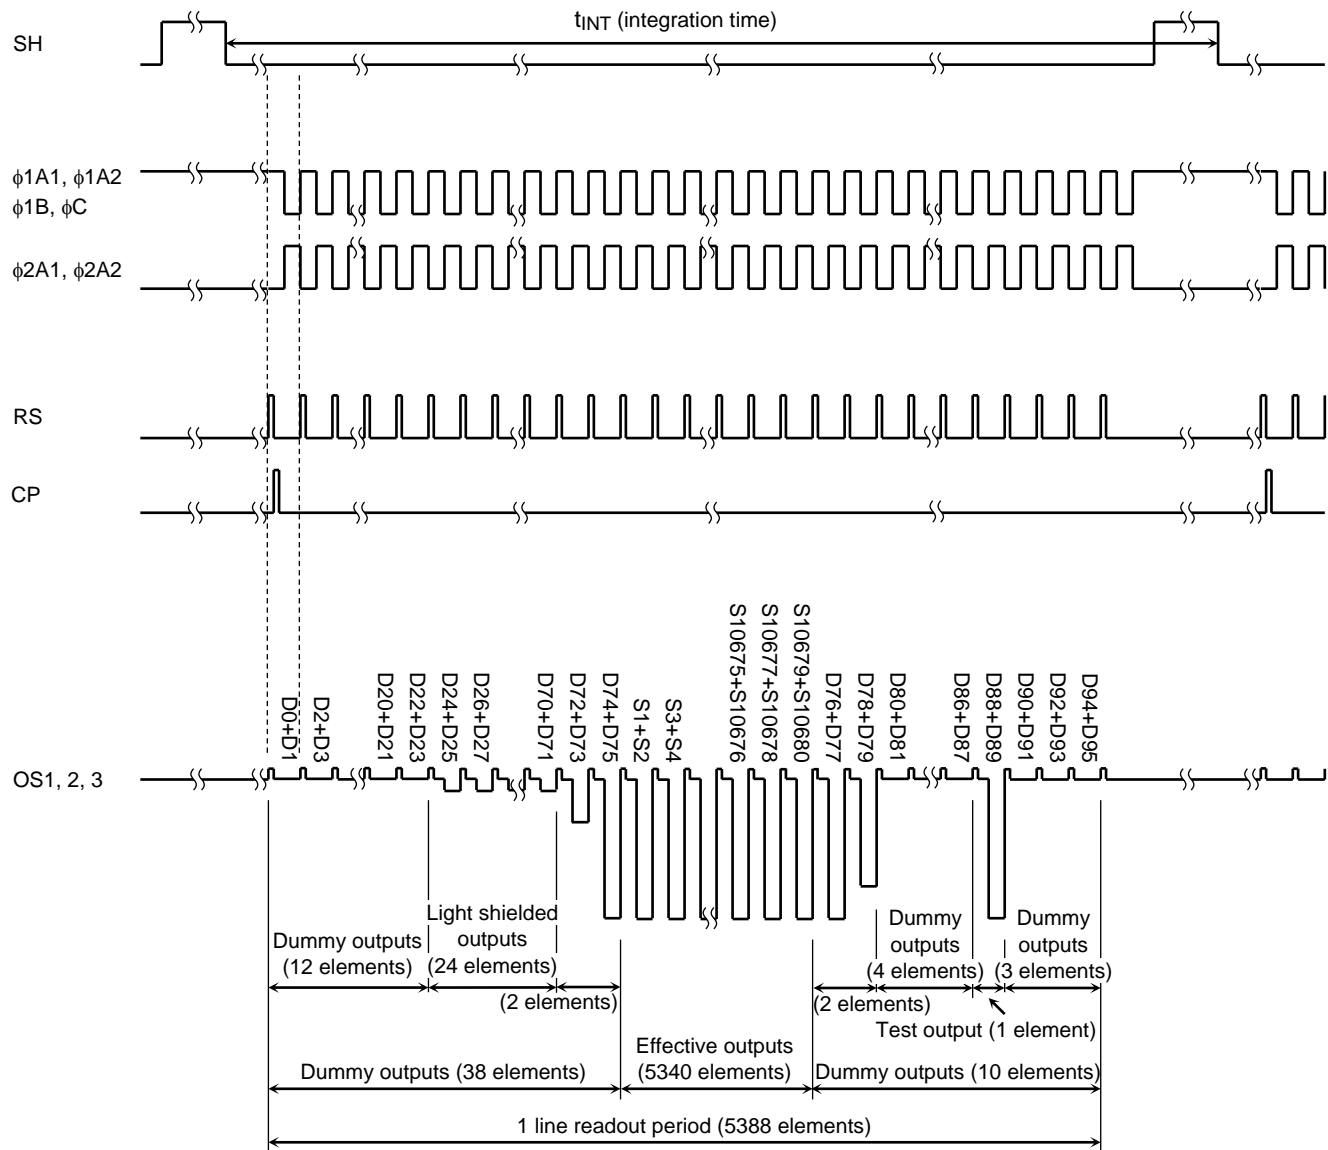 tINT (integration time)
SH
ϕ1A1, ϕ1A2
ϕ1B, ϕC
ϕ2A1, ϕ2A2
RS
CP
D0+D1
D2+D3
D20+D21
D22+D23
D24+D25
D26+D27
D70+D71
D72+D73
D74+D75
S1+S2
S3+S4
S10675+S10676
S10677+S10678
S10679+S10680
D76+D77
D78+D79
D80+D81
D86+D87
D88+D89
D90+D91
D92+D93
D94+D95
OS1, 2, 3
Dummy outputs
(12 elements)
Light shielded
outputs
(24 elements)
(2 elements)
(2 elements)
Dummy
outputs
(4 elements)
Test output (1 element)
Dummy
outputs
(3 elements)
Dummy outputs (38 elements)
Effective outputs
(5340 elements)
Dummy outputs (10 elements)
1 line readout period (5388 elements)